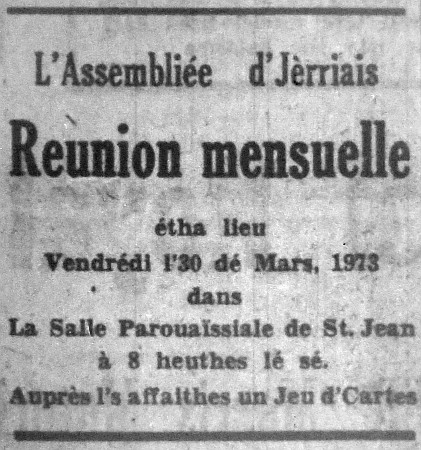 L'Assembliée d'Jèrriais
Reunion mensuelle
étha lieu
Vendrédi l'30 dé Mars, 1973
dans
La Salle Parouaïssiale de St. Jean
à 8 heuthes lé sé.
Auprès l's affaithes un Jeu d'Cartes